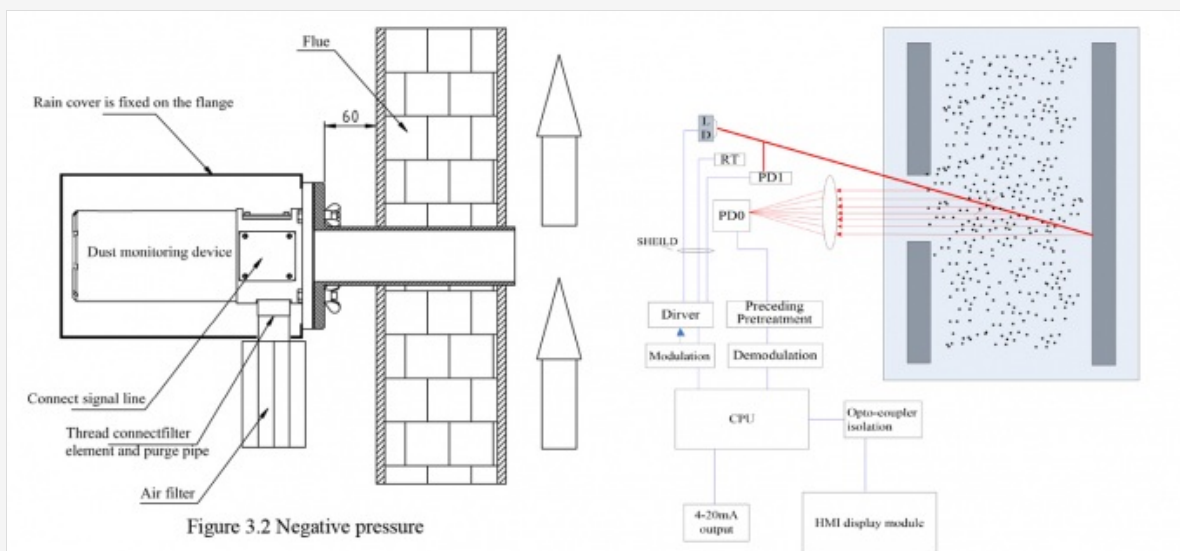 Flue
Rain cover is fixed on the flange
60
Dust monitoring device
Connect signal line
Thread connectfilter
element and purge pipe
Air filter
Figure 3.2 Negative pressure
L
D
RT
PD1
PD0
SHEILD
Dirver
Preceding
Pretreatment
Modulation
Demodulation
CPU
Opto-coupler
isolation
4-20mA
output
HMI display module